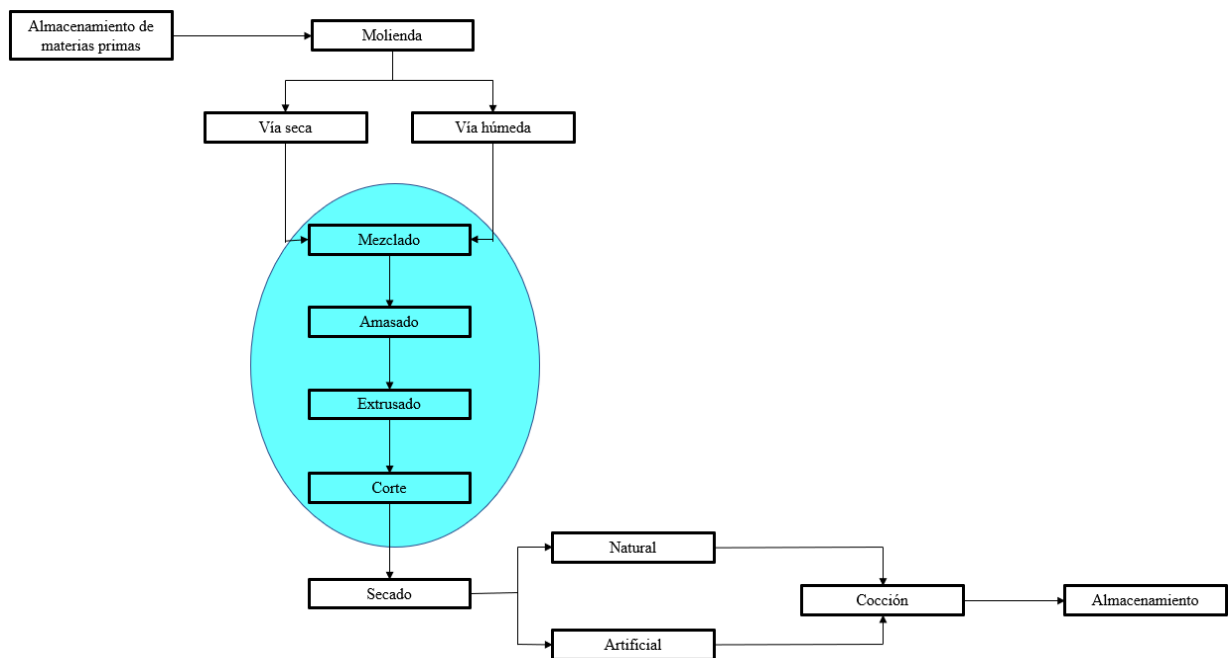 Almacenamiento de
materias primas
Molienda
Vía seca
Vía húmeda
Mezclado
Amasado
Extrusado
Corte
Secado
Natural
Artificial
Cocción
Almacenamiento